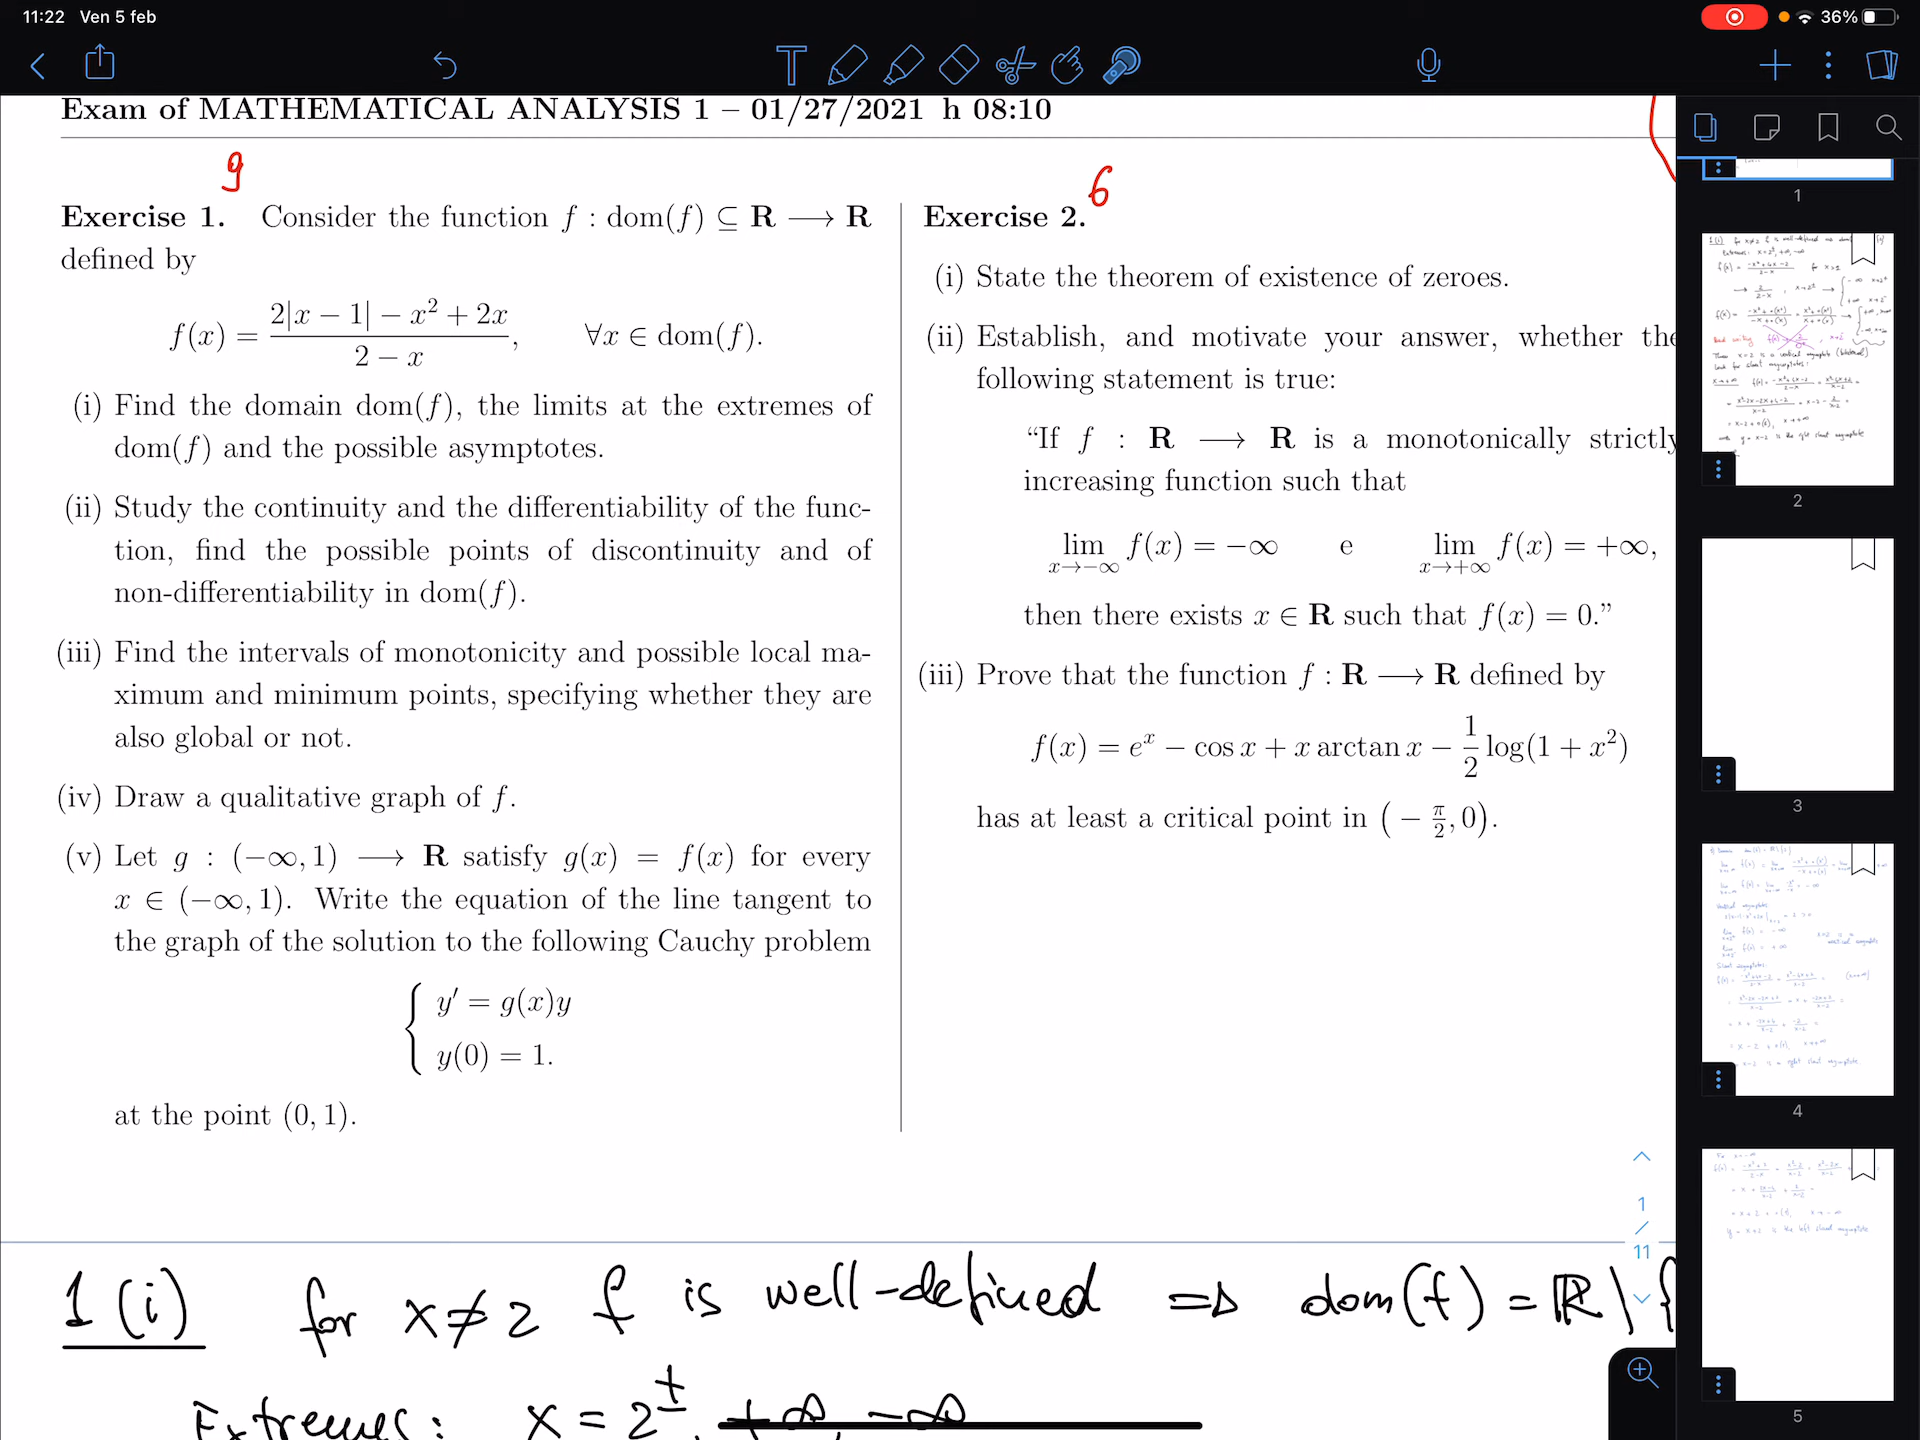 11:22 Ven 5 feb
36%
Exam of MATHEMATICAL ANALYSIS 1 – 01/27/2021 h 08:10
9
Exercise 1. Consider the function f : dom(f) ⊆ R ⟶ R
defined by
f(x) = (2|x − 1| − x² + 2x)/(2 − x), ∀x ∈ dom(f).
(i) Find the domain dom(f), the limits at the extremes of
dom(f) and the possible asymptotes.
(ii) Study the continuity and the differentiability of the func-
tion, find the possible points of discontinuity and of
non-differentiability in dom(f).
(iii) Find the intervals of monotonicity and possible local ma-
ximum and minimum points, specifying whether they are
also global or not.
(iv) Draw a qualitative graph of f.
(v) Let g : (−∞, 1) ⟶ R satisfy g(x) = f(x) for every
x ∈ (−∞, 1). Write the equation of the line tangent to
the graph of the solution to the following Cauchy problem
{ y′ = g(x)y
y(0) = 1.
at the point (0, 1).
6
Exercise 2.
(i) State the theorem of existence of zeroes.
(ii) Establish, and motivate your answer, whether the
following statement is true:
“If f : R ⟶ R is a monotonically strictly
increasing function such that
lim x→−∞ f(x) = −∞ e lim x→+∞ f(x) = +∞,
then there exists x ∈ R such that f(x) = 0.”
(iii) Prove that the function f : R ⟶ R defined by
f(x) = eˣ − cos x + x arctan x − 1/2 log(1 + x²)
has at least a critical point in (− π/2, 0).
1 (i) for x≠2 f is well-defined ⇒ dom(f) = ℝ\{
Extremes: x = 2±, +∞, −∞
1
/
11
1
2
3
4
5